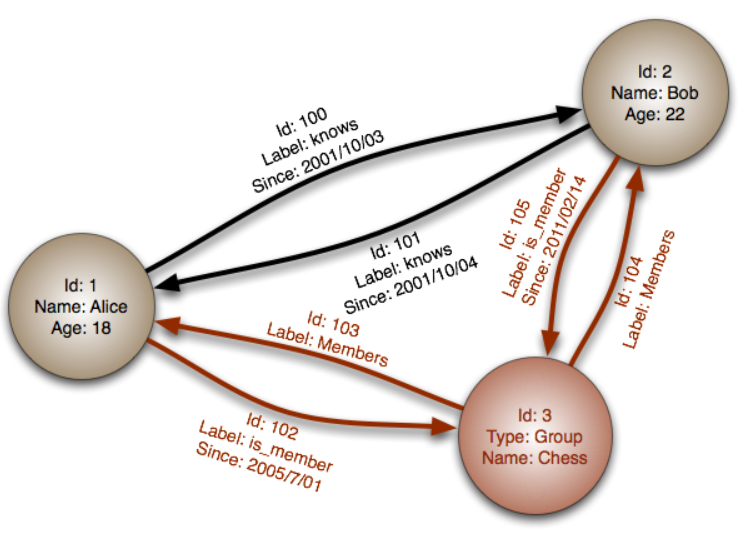 Id: 100
Label: knows
Since: 2001/10/03
Id: 2
Name: Bob
Age: 22
Id: 101
Label: knows
Since: 2001/10/04
Id: 105
Label: is_member
Since: 2011/02/14
Id: 104
Label: Members
Id: 1
Name: Alice
Age: 18
Id: 103
Label: Members
Id: 102
Label: is_member
Since: 2005/7/01
Id: 3
Type: Group
Name: Chess